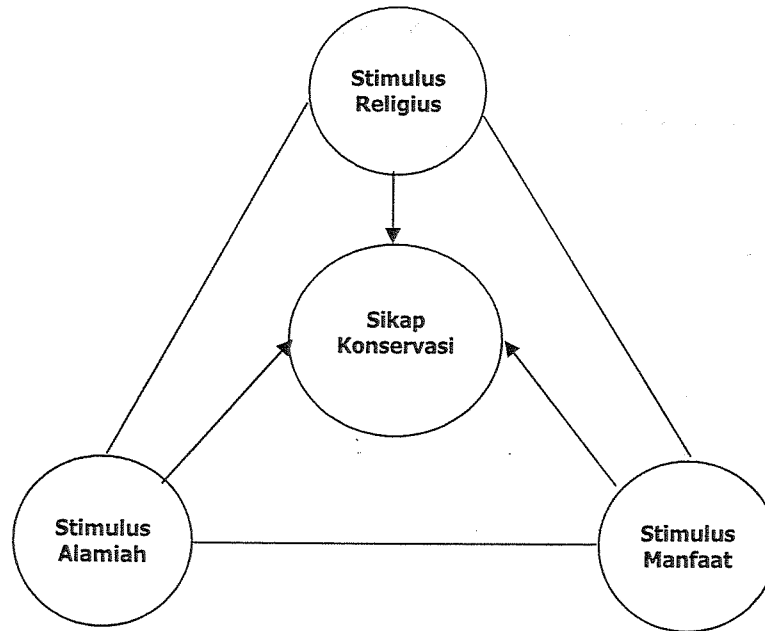 Stimulus
Religius
Sikap
Konservasi
Stimulus
Alamiah
Stimulus
Manfaat